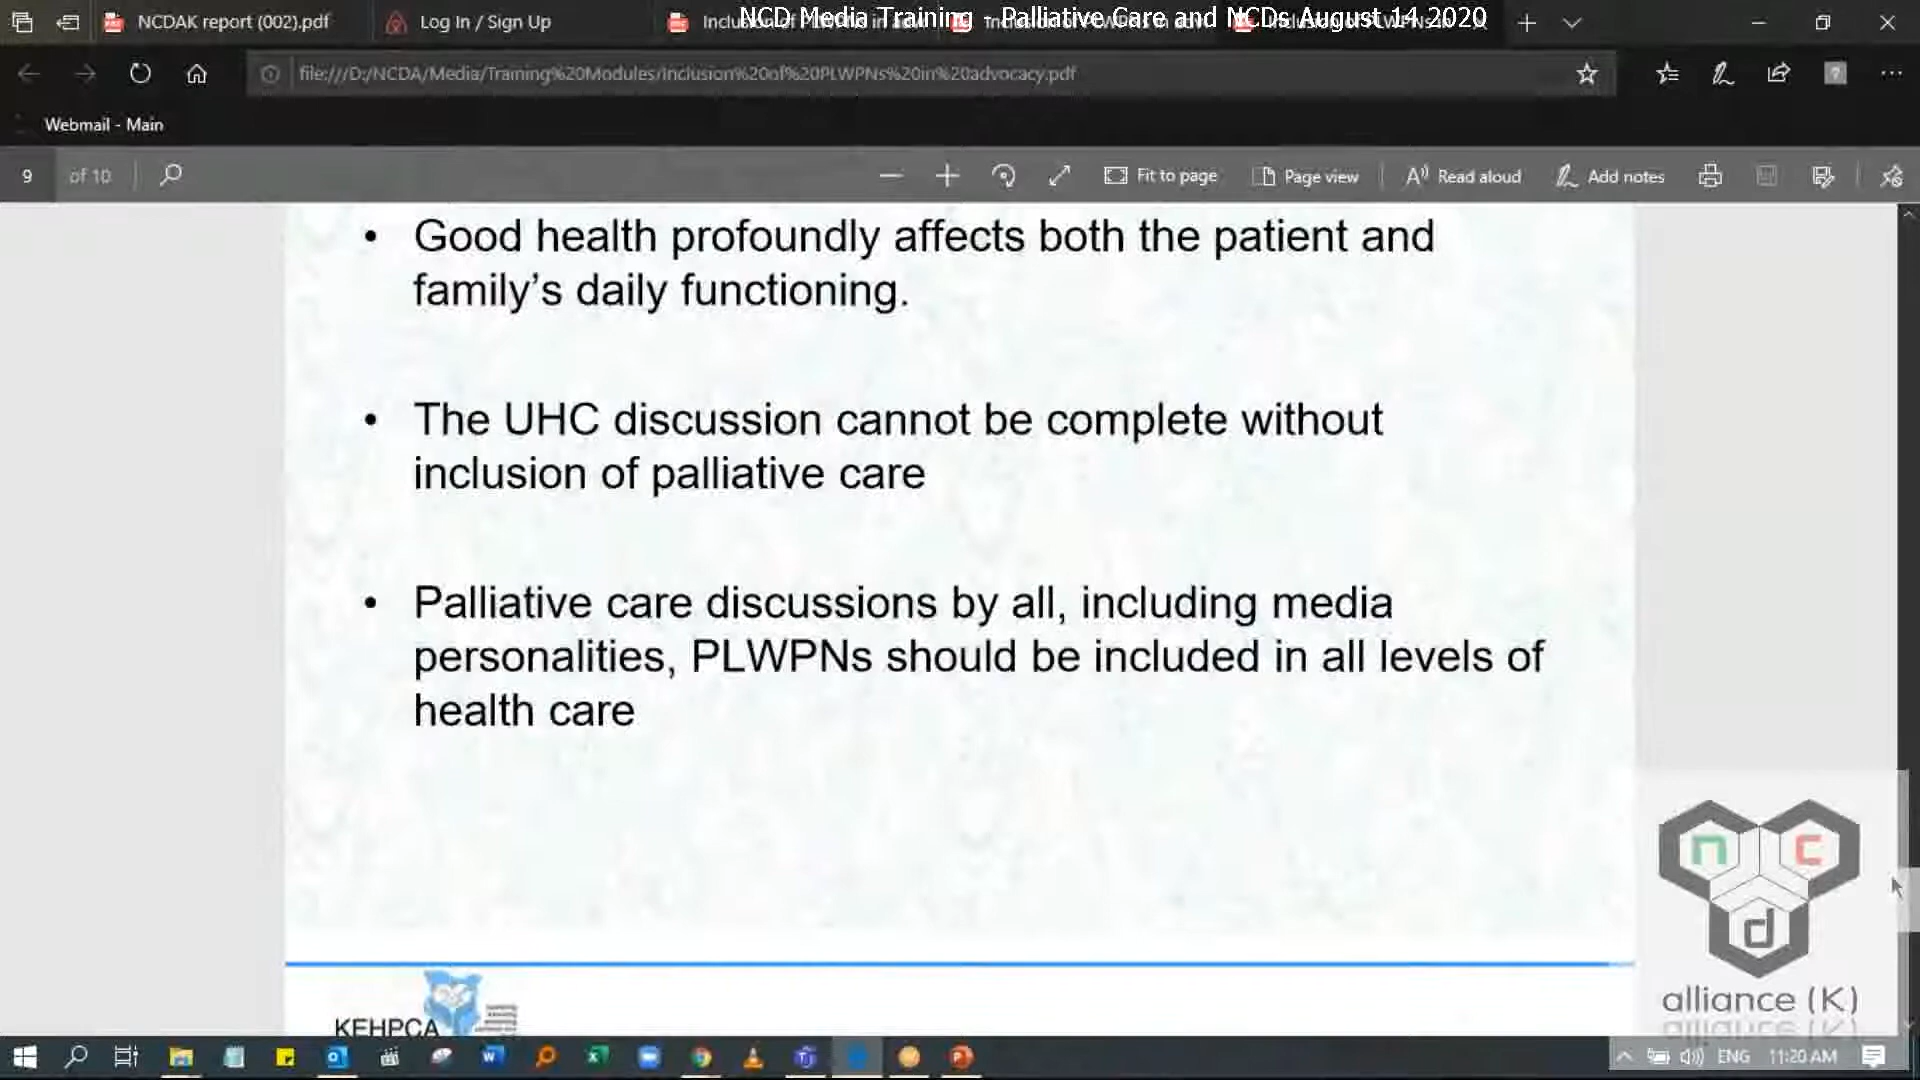 NCD Media Training - Palliative Care and NCDs August 14 2020
NCDAK report (002).pdf
Log In / Sign Up
file:///D:/NCDA/Media/Training%20Modules/Inclusion%20of%20PLWPNs%20in%20advocacy.pdf
Webmail - Main
9 of 10
Fit to page
Page view
Read aloud
Add notes
• Good health profoundly affects both the patient and
family's daily functioning.
• The UHC discussion cannot be complete without
inclusion of palliative care
• Palliative care discussions by all, including media
personalities, PLWPNs should be included in all levels of
health care
n c
d
alliance (K)
KEHPCA
ENG 11:20 AM